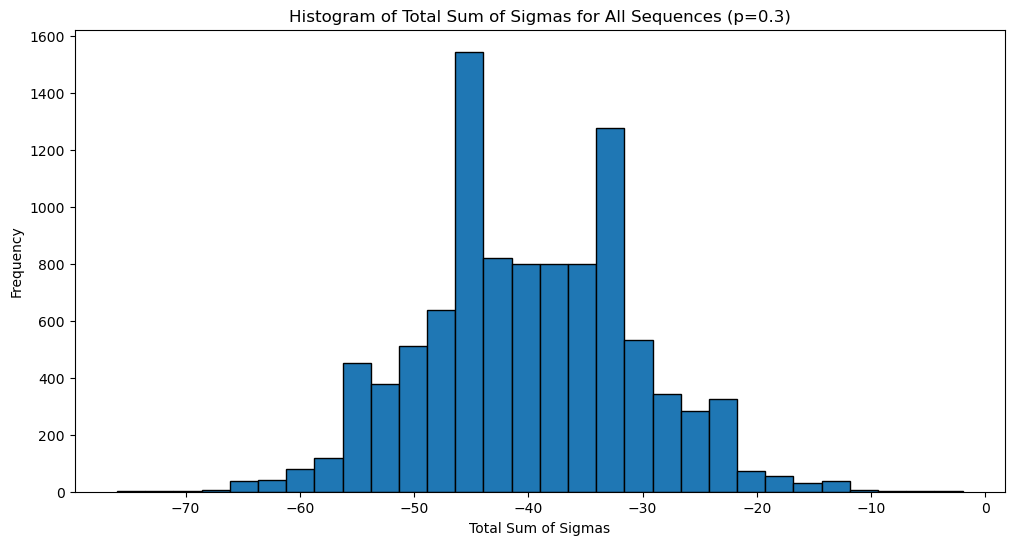 Histogram of Total Sum of Sigmas for All Sequences (p=0.3)
1600
1400
1200
1000
800
600
400
200
0
Frequency
−70 −60 −50 −40 −30 −20 −10 0
Total Sum of Sigmas